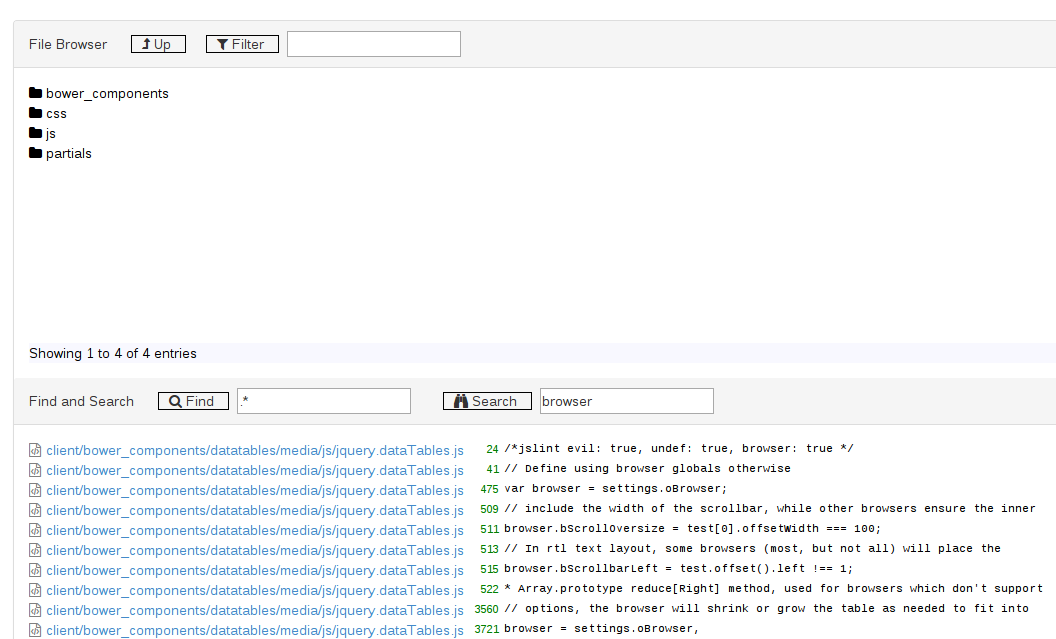 File Browser Up Filter
bower_components
css
js
partials
Showing 1 to 4 of 4 entries
Find and Search Find .* Search browser
client/bower_components/datatables/media/js/jquery.dataTables.js 24 /*jslint evil: true, undef: true, browser: true */
client/bower_components/datatables/media/js/jquery.dataTables.js 41 // Define using browser globals otherwise
client/bower_components/datatables/media/js/jquery.dataTables.js 475 var browser = settings.oBrowser;
client/bower_components/datatables/media/js/jquery.dataTables.js 509 // include the width of the scrollbar, while other browsers ensure the inner
client/bower_components/datatables/media/js/jquery.dataTables.js 511 browser.bScrollOversize = test[0].offsetWidth === 100;
client/bower_components/datatables/media/js/jquery.dataTables.js 513 // In rtl text layout, some browsers (most, but not all) will place the
client/bower_components/datatables/media/js/jquery.dataTables.js 515 browser.bScrollbarLeft = test.offset().left !== 1;
client/bower_components/datatables/media/js/jquery.dataTables.js 522 * Array.prototype reduce[Right] method, used for browsers which don't support
client/bower_components/datatables/media/js/jquery.dataTables.js 3560 // options, the browser will shrink or grow the table as needed to fit into
client/bower_components/datatables/media/js/jquery.dataTables.js 3721 browser = settings.oBrowser,